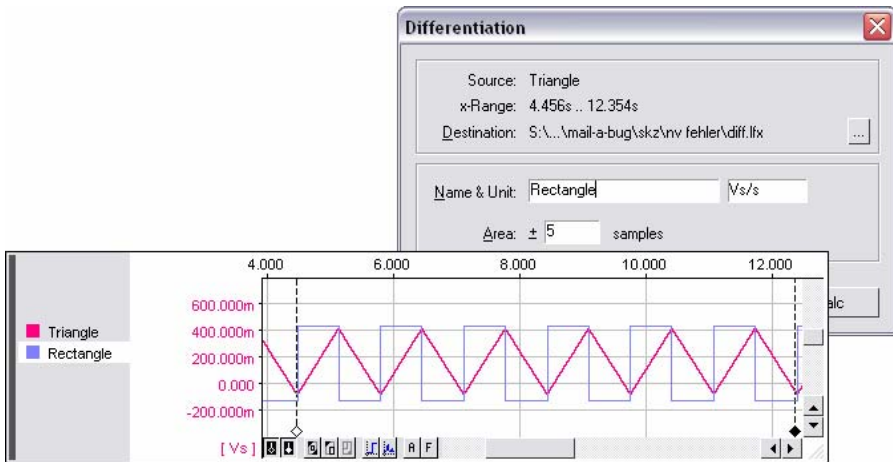 Differentiation
Source: Triangle
x-Range: 4.456s .. 12.354s
Destination: S:\...\mail-a-bug\skz\nv fehler\diff.lfx
...
Name & Unit: Rectangle Vs/s
Area: ± 5 samples
alc
4.000 6.000 8.000 10.000 12.000
600.000m
400.000m
200.000m
0.000
-200.000m
Triangle
Rectangle
[ Vs ] A F